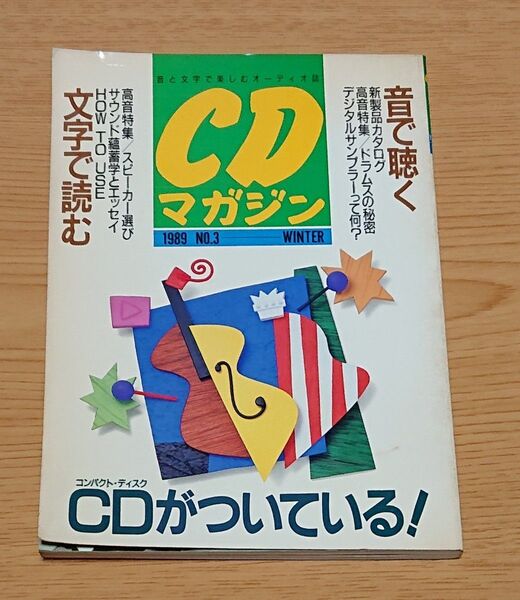 音と文字で楽しむオーディオ誌
CD
マガジン
1989 NO.3 WINTER
音で聴く
新製品カタログ
高音特集/ドラムスの秘密
デジタルサンプラーって何?
高音特集/スピーカー選び
サウンド蘊蓄学とエッセイ
HOW TO USE
文字で読む
コンパクト・ディスク
CDがついている!